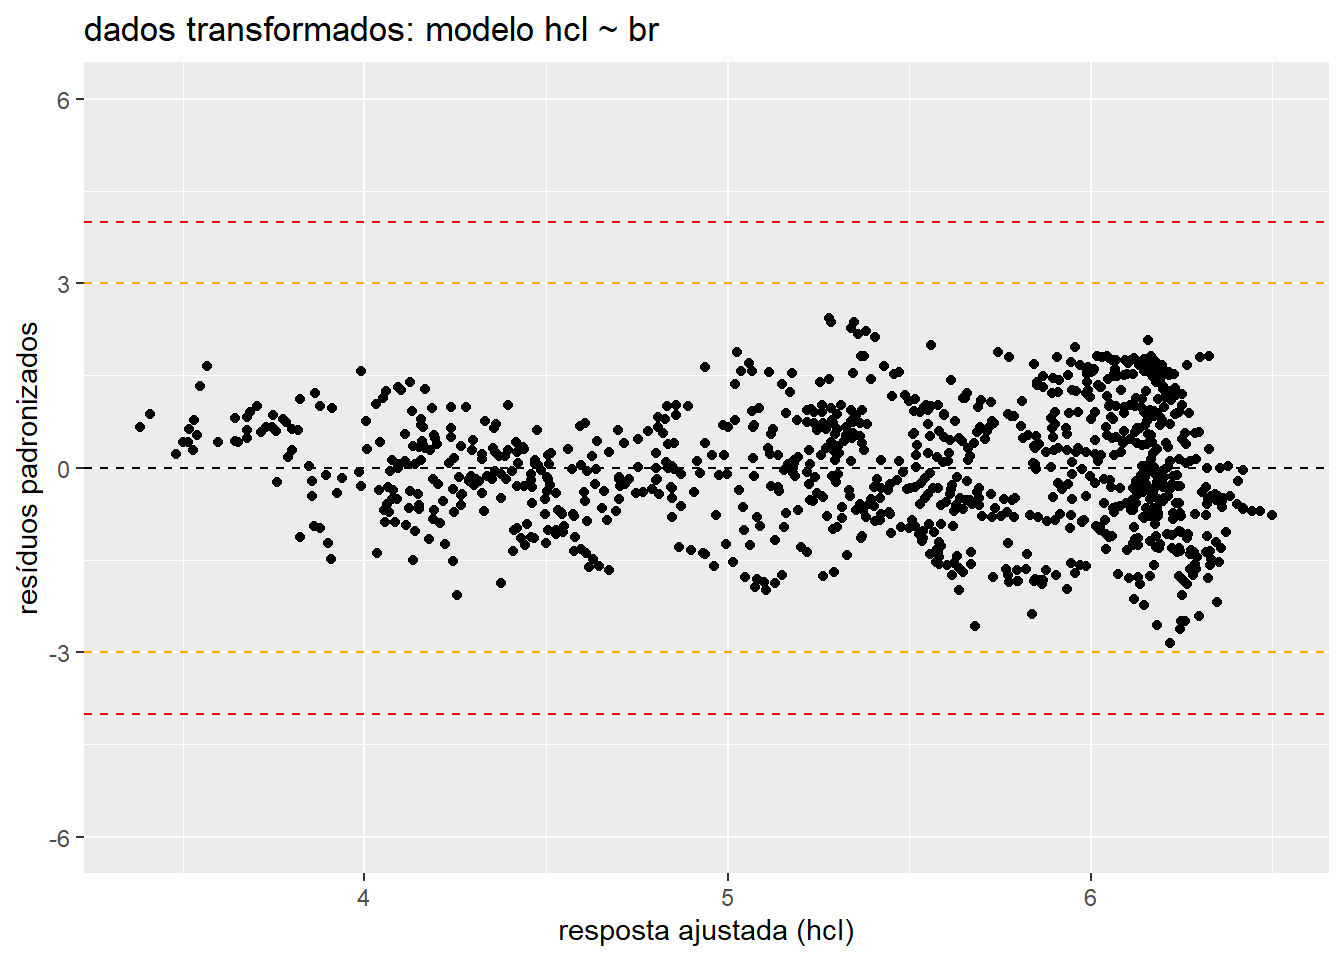 dados transformados: modelo hcl ~ br
6
3
0
-3
-6
resíduos padronizados
4
5
6
resposta ajustada (hcl)